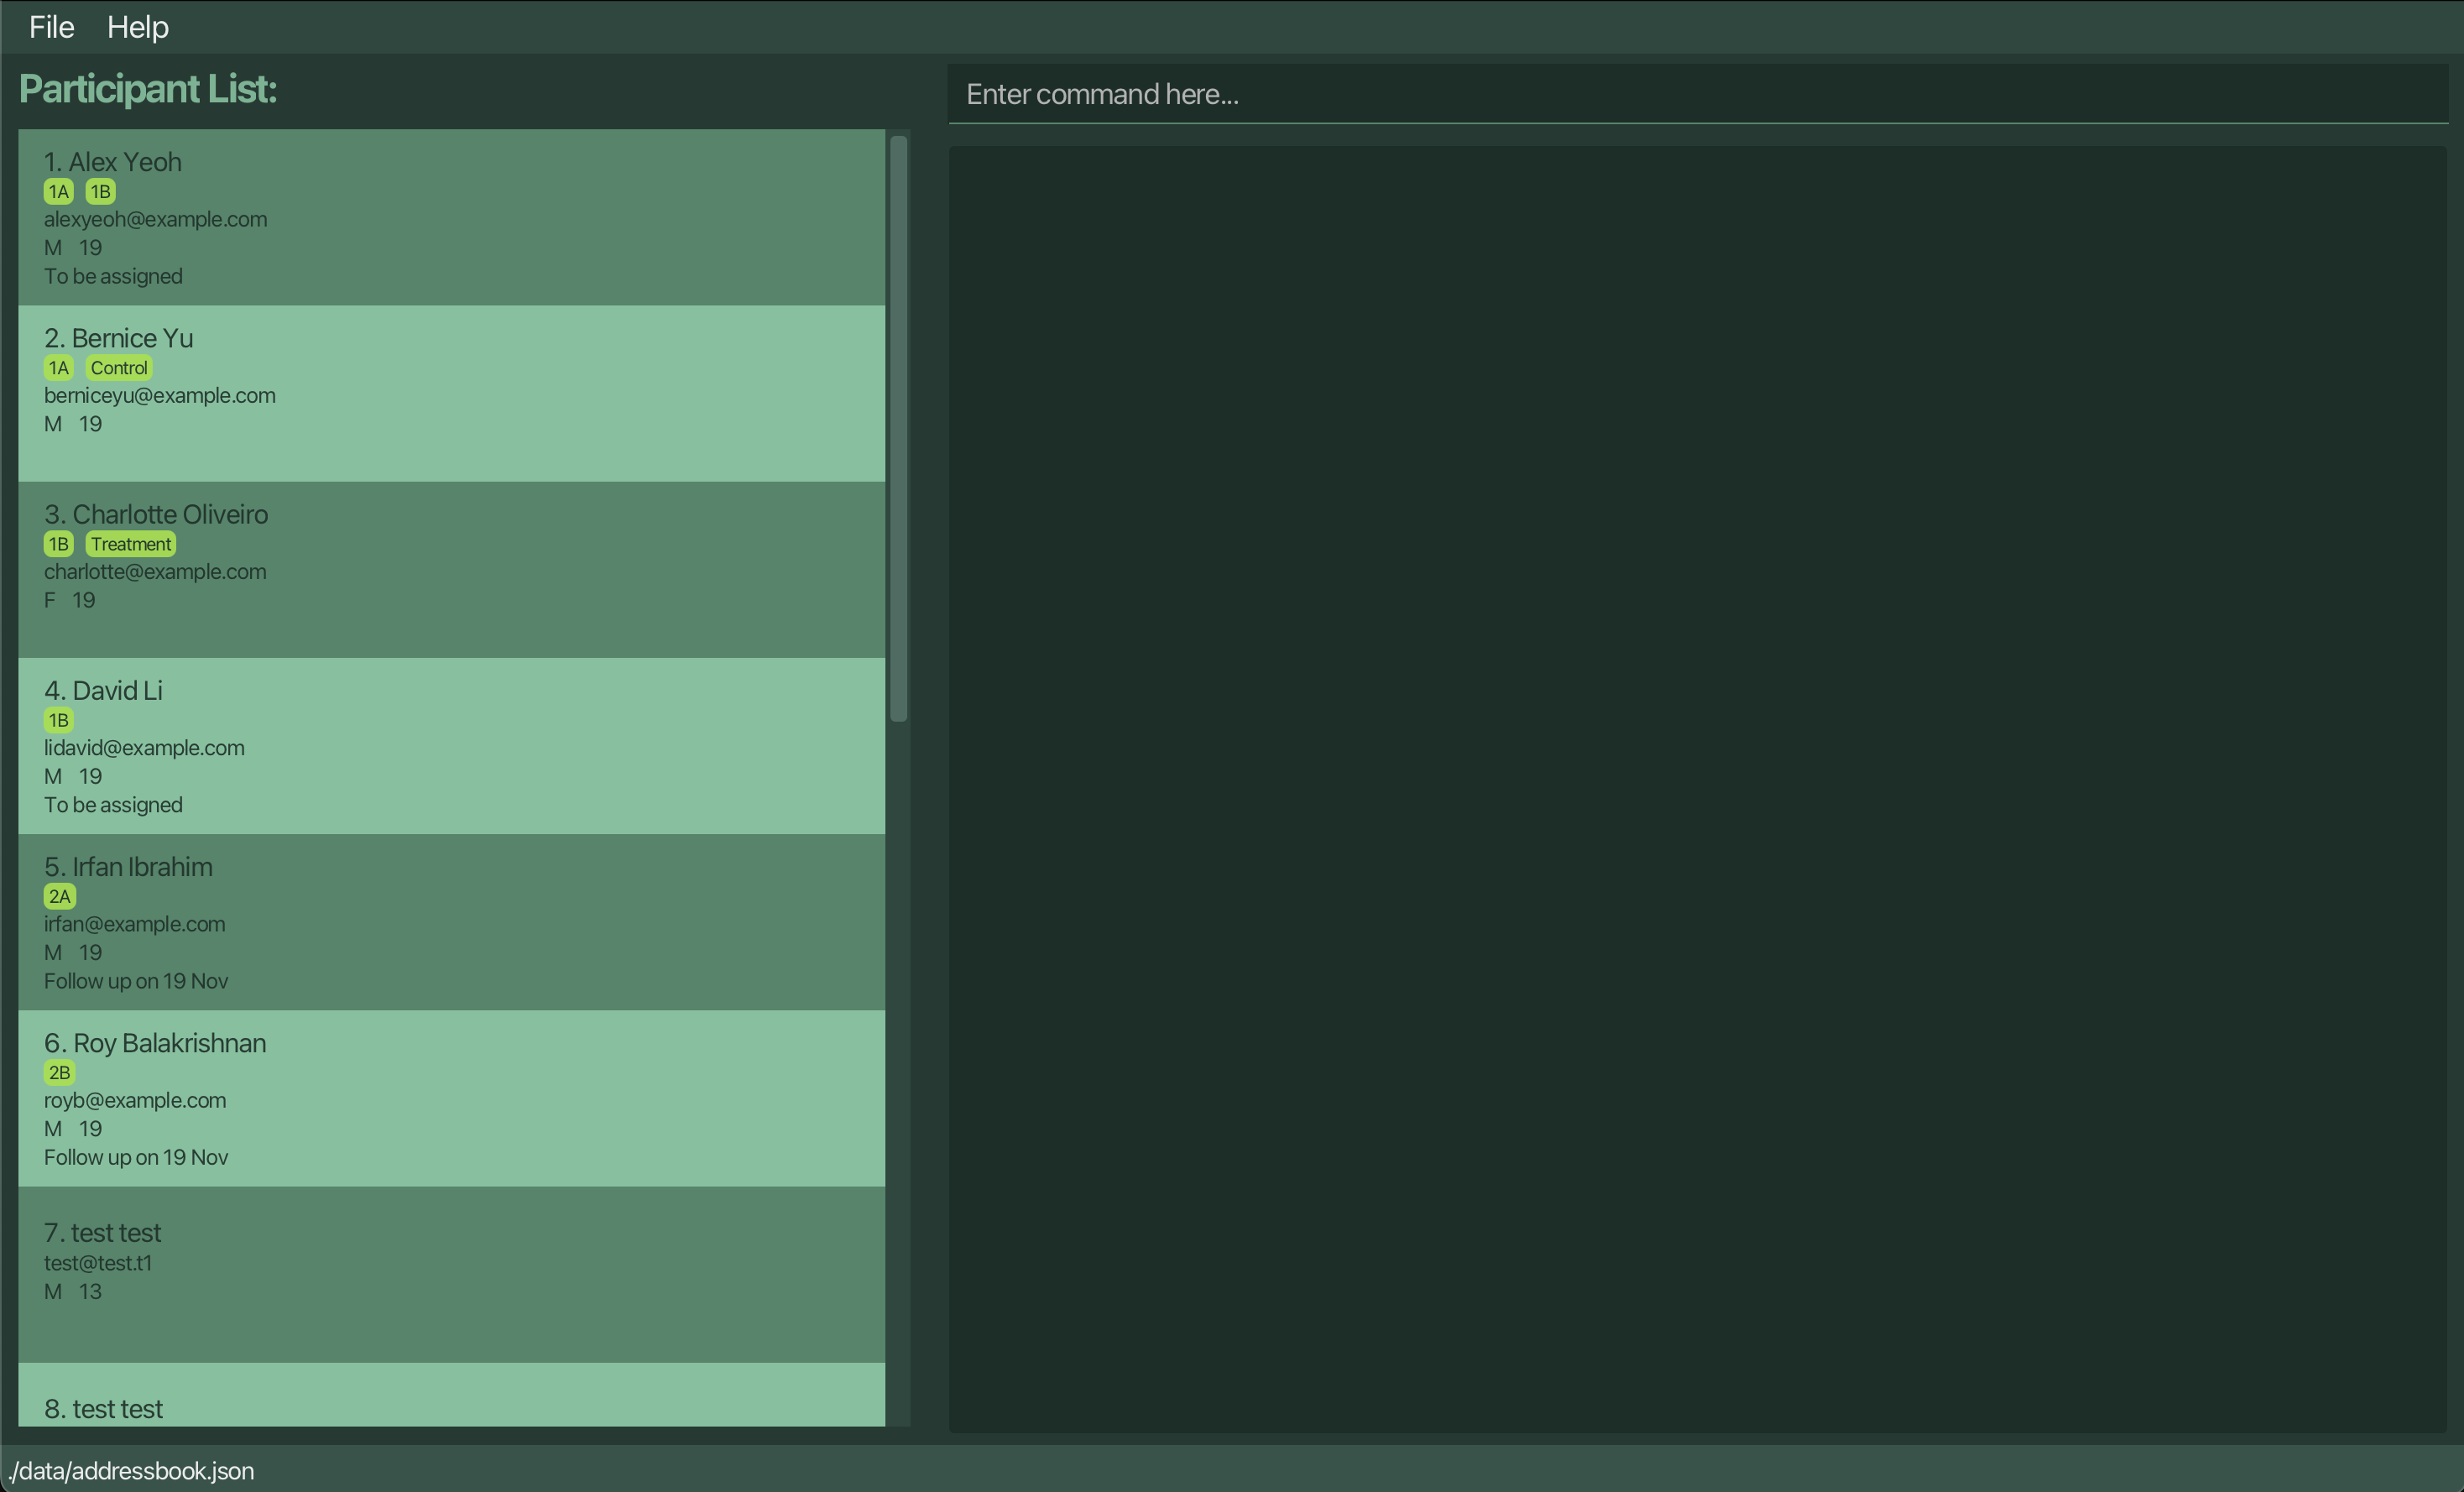 File Help
Participant List:
Enter command here...
1. Alex Yeoh
1A 1B
alexyeoh@example.com
M 19
To be assigned
2. Bernice Yu
1A Control
berniceyu@example.com
M 19
3. Charlotte Oliveiro
1B Treatment
charlotte@example.com
F 19
4. David Li
1B
lidavid@example.com
M 19
To be assigned
5. Irfan Ibrahim
2A
irfan@example.com
M 19
Follow up on 19 Nov
6. Roy Balakrishnan
2B
royb@example.com
M 19
Follow up on 19 Nov
7. test test
test@test.t1
M 13
8. test test
./data/addressbook.json